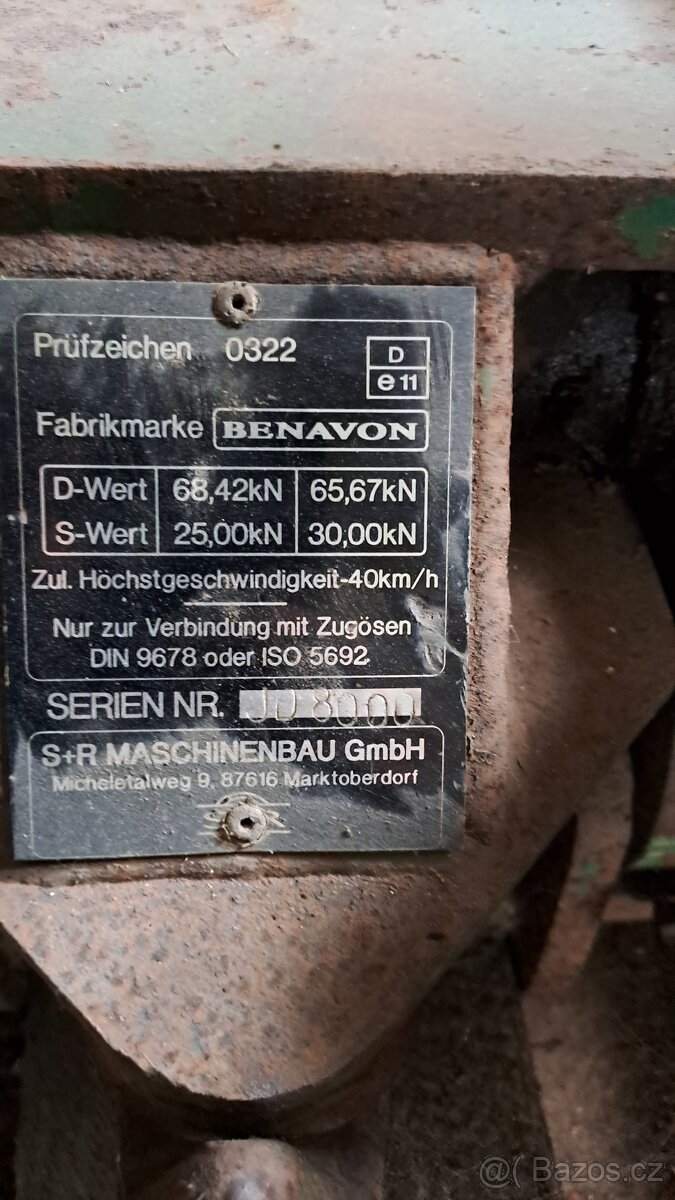 Prüfzeichen 0322
D
e 11
Fabrikmarke BENAVON
D-Wert 68,42kN 65,67kN
S-Wert 25,00kN 30,00kN
Zul. Höchstgeschwindigkeit-40km/h
Nur zur Verbindung mit Zugösen
DIN 9678 oder ISO 5692
SERIEN NR.
S+R MASCHINENBAU GmbH
Micheletalweg 9, 87616 Marktoberdorf
@( Bazos.cz